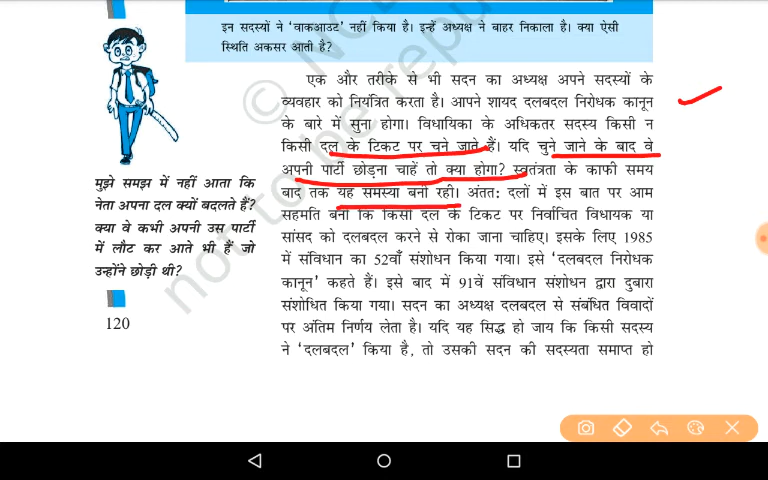 इन सदस्यों ने ‘वाकआउट’ नहीं किया है। इन्हें अध्यक्ष ने बाहर निकाला है। क्या ऐसी
स्थिति अकसर आती है?
एक और तरीके से भी सदन का अध्यक्ष अपने सदस्यों के
व्यवहार को नियंत्रित करता है। आपने शायद दलबदल निरोधक कानून
के बारे में सुना होगा। विधायिका के अधिकतर सदस्य किसी न
किसी दल के टिकट पर चुने जाते हैं। यदि चुने जाने के बाद वे
अपनी पार्टी छोड़ना चाहें तो क्या होगा? स्वतंत्रता के काफी समय
बाद तक यह समस्या बनी रही। अंतत: दलों में इस बात पर आम
सहमति बनी कि किसी दल के टिकट पर निर्वाचित विधायक या
सांसद को दलबदल करने से रोका जाना चाहिए। इसके लिए 1985
में संविधान का 52वाँ संशोधन किया गया। इसे ‘दलबदल निरोधक
कानून’ कहते हैं। इसे बाद में 91वें संविधान संशोधन द्वारा दुबारा
संशोधित किया गया। सदन का अध्यक्ष दलबदल से संबंधित विवादों
पर अंतिम निर्णय लेता है। यदि यह सिद्ध हो जाय कि किसी सदस्य
ने ‘दलबदल’ किया है, तो उसकी सदन की सदस्यता समाप्त हो
मुझे समझ में नहीं आता कि
नेता अपना दल क्यों बदलते हैं?
क्या वे कभी अपनी उस पार्टी
में लौट कर आते भी हैं जो
उन्होंने छोड़ी थी?
120
© NC
not to be repu